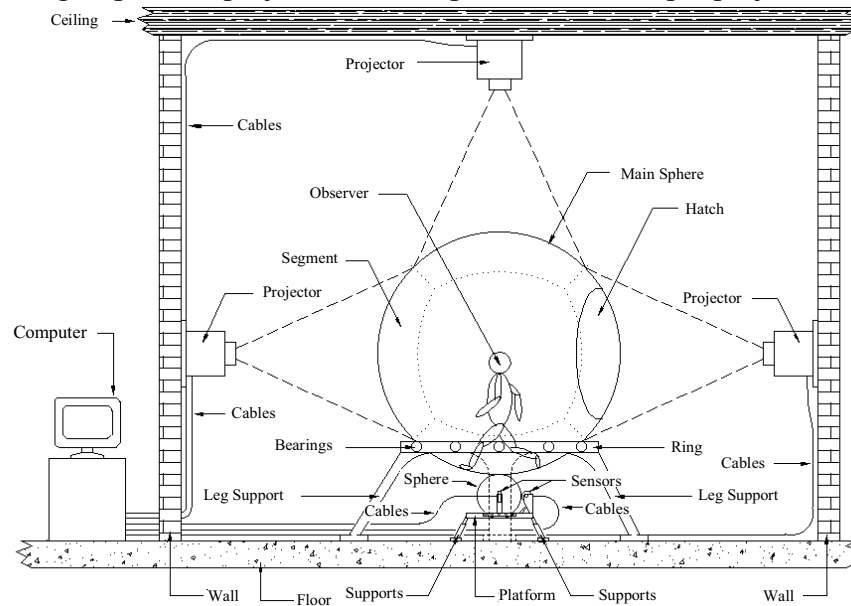 Ceiling
Projector
Cables
Main Sphere
Observer
Hatch
Segment
Projector
Projector
Computer
Cables
Bearings
Ring
Cables
Sphere
Sensors
Leg Support
Leg Support
Cables
Cables
Wall
Floor
Supports
Platform
Supports
Wall